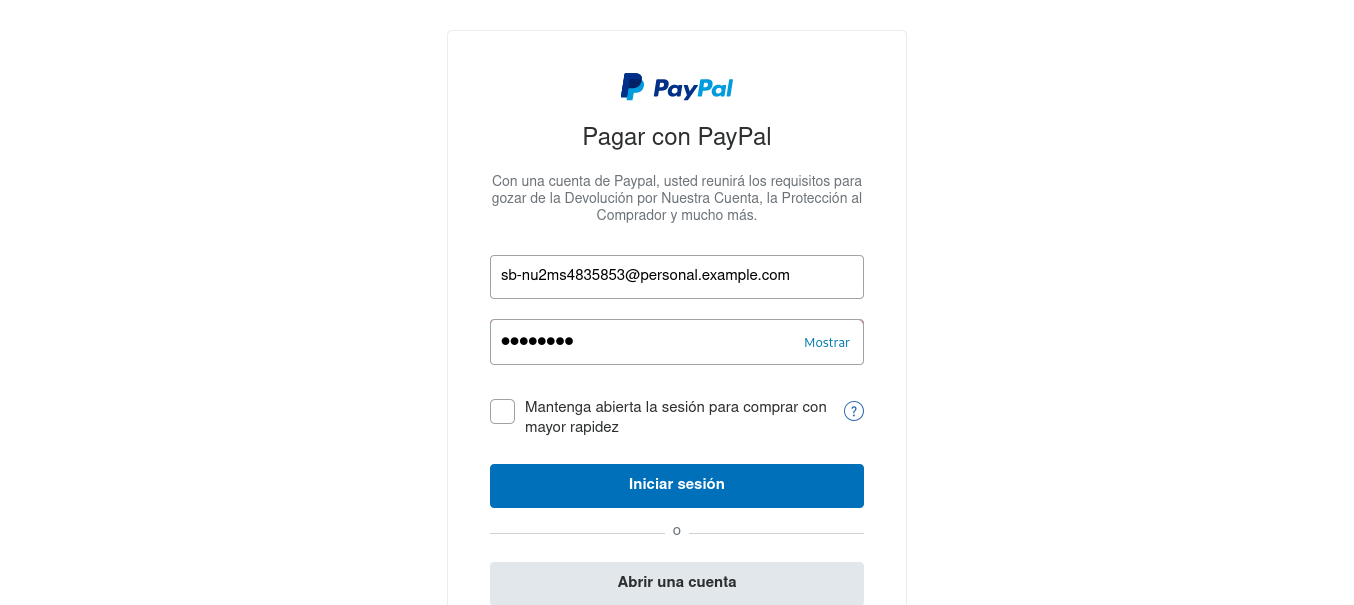 PayPal
Pagar con PayPal
Con una cuenta de Paypal, usted reunirá los requisitos para
gozar de la Devolución por Nuestra Cuenta, la Protección al
Comprador y mucho más.
sb-nu2ms4835853@personal.example.com
●●●●●●●●
Mostrar
Mantenga abierta la sesión para comprar con
mayor rapidez
?
Iniciar sesión
o
Abrir una cuenta